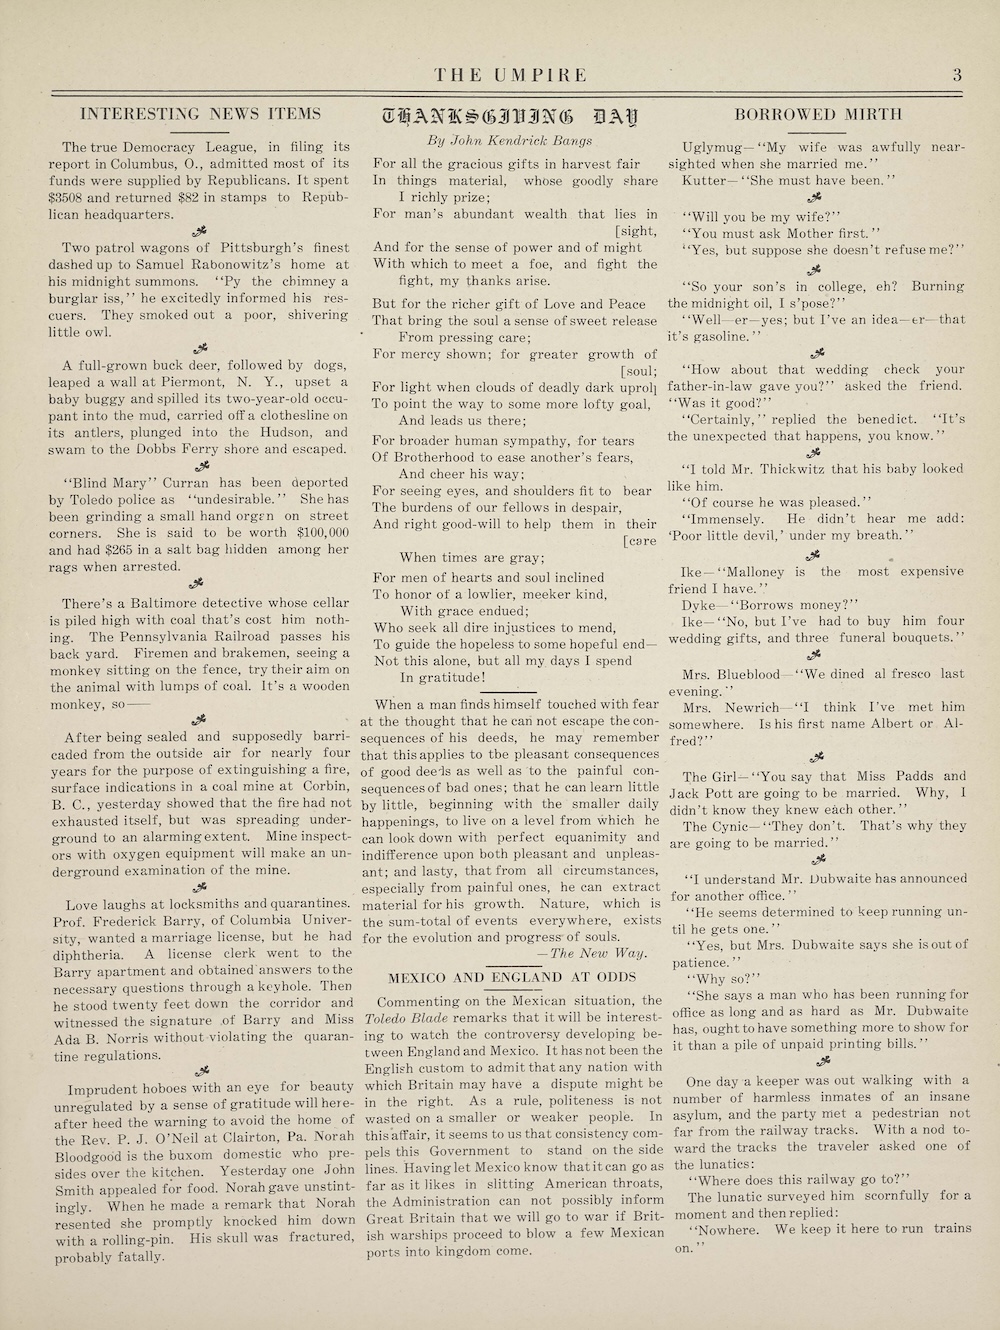 THE UMPIRE
3
INTERESTING NEWS ITEMS
The true Democracy League, in filing its
report in Columbus, O., admitted most of its
funds were supplied by Republicans. It spent
$3508 and returned $82 in stamps to Repub-
lican headquarters.
Two patrol wagons of Pittsburgh's finest
dashed up to Samuel Rabonowitz's home at
his midnight summons. "Py the chimney a
burglar iss," he excitedly informed his res-
cuers. They smoked out a poor, shivering
little owl.
A full-grown buck deer, followed by dogs,
leaped a wall at Piermont, N. Y., upset a
baby buggy and spilled its two-year-old occu-
pant into the mud, carried off a clothesline on
its antlers, plunged into the Hudson, and
swam to the Dobbs Ferry shore and escaped.
"Blind Mary" Curran has been deported
by Toledo police as "undesirable." She has
been grinding a small hand organ on street
corners. She is said to be worth $100,000
and had $265 in a salt bag hidden among her
rags when arrested.
There's a Baltimore detective whose cellar
is piled high with coal that's cost him noth-
ing. The Pennsylvania Railroad passes his
back yard. Firemen and brakemen, seeing a
monkey sitting on the fence, try their aim on
the animal with lumps of coal. It's a wooden
monkey, so——
After being sealed and supposedly barri-
caded from the outside air for nearly four
years for the purpose of extinguishing a fire,
surface indications in a coal mine at Corbin,
B. C., yesterday showed that the fire had not
exhausted itself, but was spreading under-
ground to an alarming extent. Mine inspect-
ors with oxygen equipment will make an un-
derground examination of the mine.
Love laughs at locksmiths and quarantines.
Prof. Frederick Barry, of Columbia Univer-
sity, wanted a marriage license, but he had
diphtheria. A license clerk went to the
Barry apartment and obtained answers to the
necessary questions through a keyhole. Then
he stood twenty feet down the corridor and
witnessed the signature of Barry and Miss
Ada B. Norris without violating the quaran-
tine regulations.
Imprudent hoboes with an eye for beauty
unregulated by a sense of gratitude will here-
after heed the warning to avoid the home of
the Rev. P. J. O'Neil at Clairton, Pa. Norah
Bloodgood is the buxom domestic who pre-
sides over the kitchen. Yesterday one John
Smith appealed for food. Norah gave unstint-
ingly. When he made a remark that Norah
resented she promptly knocked him down
with a rolling-pin. His skull was fractured,
probably fatally.
THANKSGIVING DAY
By John Kendrick Bangs
For all the gracious gifts in harvest fair
In things material, whose goodly share
I richly prize;
For man's abundant wealth that lies in
[sight,
And for the sense of power and of might
With which to meet a foe, and fight the
fight, my thanks arise.
But for the richer gift of Love and Peace
That bring the soul a sense of sweet release
From pressing care;
For mercy shown; for greater growth of
[soul;
For light when clouds of deadly dark uproll
To point the way to some more lofty goal,
And leads us there;
For broader human sympathy, for tears
Of Brotherhood to ease another's fears,
And cheer his way;
For seeing eyes, and shoulders fit to bear
The burdens of our fellows in despair,
And right good-will to help them in their
[care
When times are gray;
For men of hearts and soul inclined
To honor of a lowlier, meeker kind,
With grace endued;
Who seek all dire injustices to mend,
To guide the hopeless to some hopeful end—
Not this alone, but all my days I spend
In gratitude!
When a man finds himself touched with fear
at the thought that he can not escape the con-
sequences of his deeds, he may remember
that this applies to the pleasant consequences
of good deeds as well as to the painful con-
sequences of bad ones; that he can learn little
by little, beginning with the smaller daily
happenings, to live on a level from which he
can look down with perfect equanimity and
indifference upon both pleasant and unpleas-
ant; and lasty, that from all circumstances,
especially from painful ones, he can extract
material for his growth. Nature, which is
the sum-total of events everywhere, exists
for the evolution and progress of souls.
—The New Way.
MEXICO AND ENGLAND AT ODDS
Commenting on the Mexican situation, the
Toledo Blade remarks that it will be interest-
ing to watch the controversy developing be-
tween England and Mexico. It has not been the
English custom to admit that any nation with
which Britain may have a dispute might be
in the right. As a rule, politeness is not
wasted on a smaller or weaker people. In
this affair, it seems to us that consistency com-
pels this Government to stand on the side
lines. Having let Mexico know that it can go as
far as it likes in slitting American throats,
the Administration can not possibly inform
Great Britain that we will go to war if Brit-
ish warships proceed to blow a few Mexican
ports into kingdom come.
BORROWED MIRTH
Uglymug—"My wife was awfully near-
sighted when she married me."
Kutter—"She must have been."
"Will you be my wife?"
"You must ask Mother first."
"Yes, but suppose she doesn't refuse me?"
"So your son's in college, eh? Burning
the midnight oil, I s'pose?"
"Well—er—yes; but I've an idea—er—that
it's gasoline."
"How about that wedding check your
father-in-law gave you?" asked the friend.
"Was it good?"
"Certainly," replied the benedict. "It's
the unexpected that happens, you know."
"I told Mr. Thickwitz that his baby looked
like him.
"Of course he was pleased."
"Immensely. He didn't hear me add:
'Poor little devil,' under my breath."
Ike—"Malloney is the most expensive
friend I have."
Dyke—"Borrows money?"
Ike—"No, but I've had to buy him four
wedding gifts, and three funeral bouquets."
Mrs. Blueblood—"We dined al fresco last
evening."
Mrs. Newrich—"I think I've met him
somewhere. Is his first name Albert or Al-
fred?"
The Girl—"You say that Miss Padds and
Jack Pott are going to be married. Why, I
didn't know they knew each other."
The Cynic—"They don't. That's why they
are going to be married."
"I understand Mr. Dubwaite has announced
for another office."
"He seems determined to keep running un-
til he gets one."
"Yes, but Mrs. Dubwaite says she is out of
patience."
"Why so?"
"She says a man who has been running for
office as long and as hard as Mr. Dubwaite
has, ought to have something more to show for
it than a pile of unpaid printing bills."
One day a keeper was out walking with a
number of harmless inmates of an insane
asylum, and the party met a pedestrian not
far from the railway tracks. With a nod to-
ward the tracks the traveler asked one of
the lunatics:
"Where does this railway go to?"
The lunatic surveyed him scornfully for a
moment and then replied:
"Nowhere. We keep it here to run trains
on."